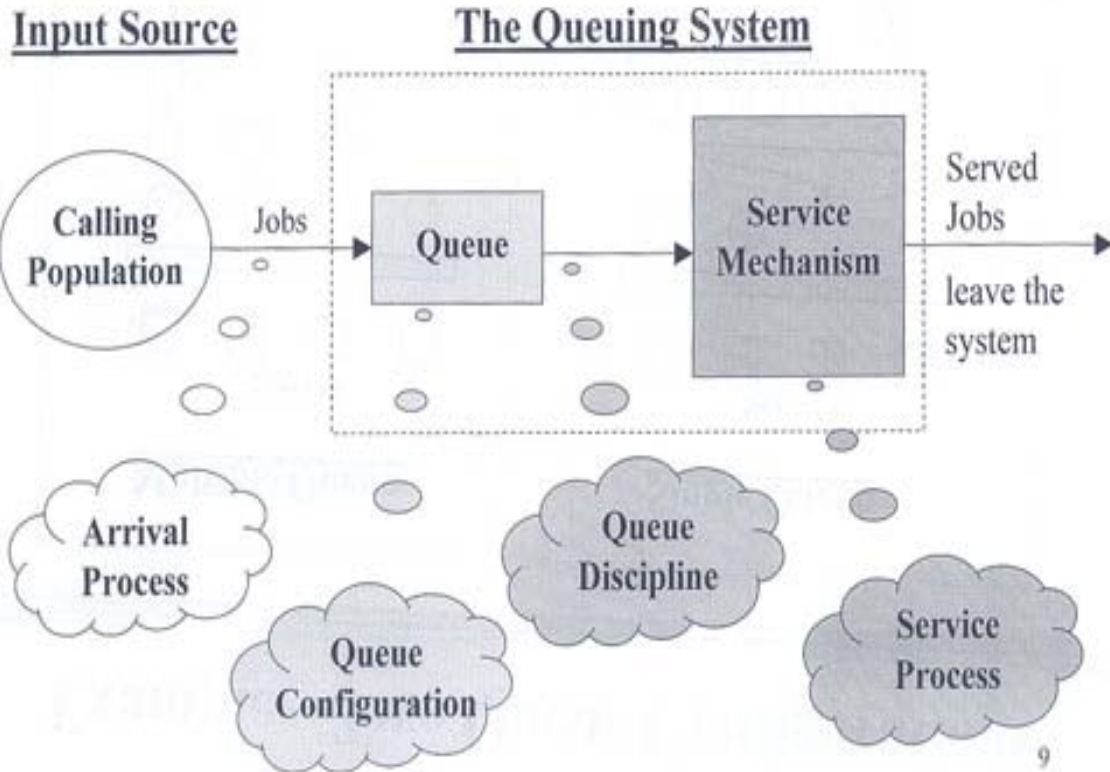 Input Source
The Queuing System
Calling
Population
Jobs
Queue
Service
Mechanism
Served
Jobs
leave the
system
Arrival
Process
Queue
Configuration
Queue
Discipline
Service
Process
9